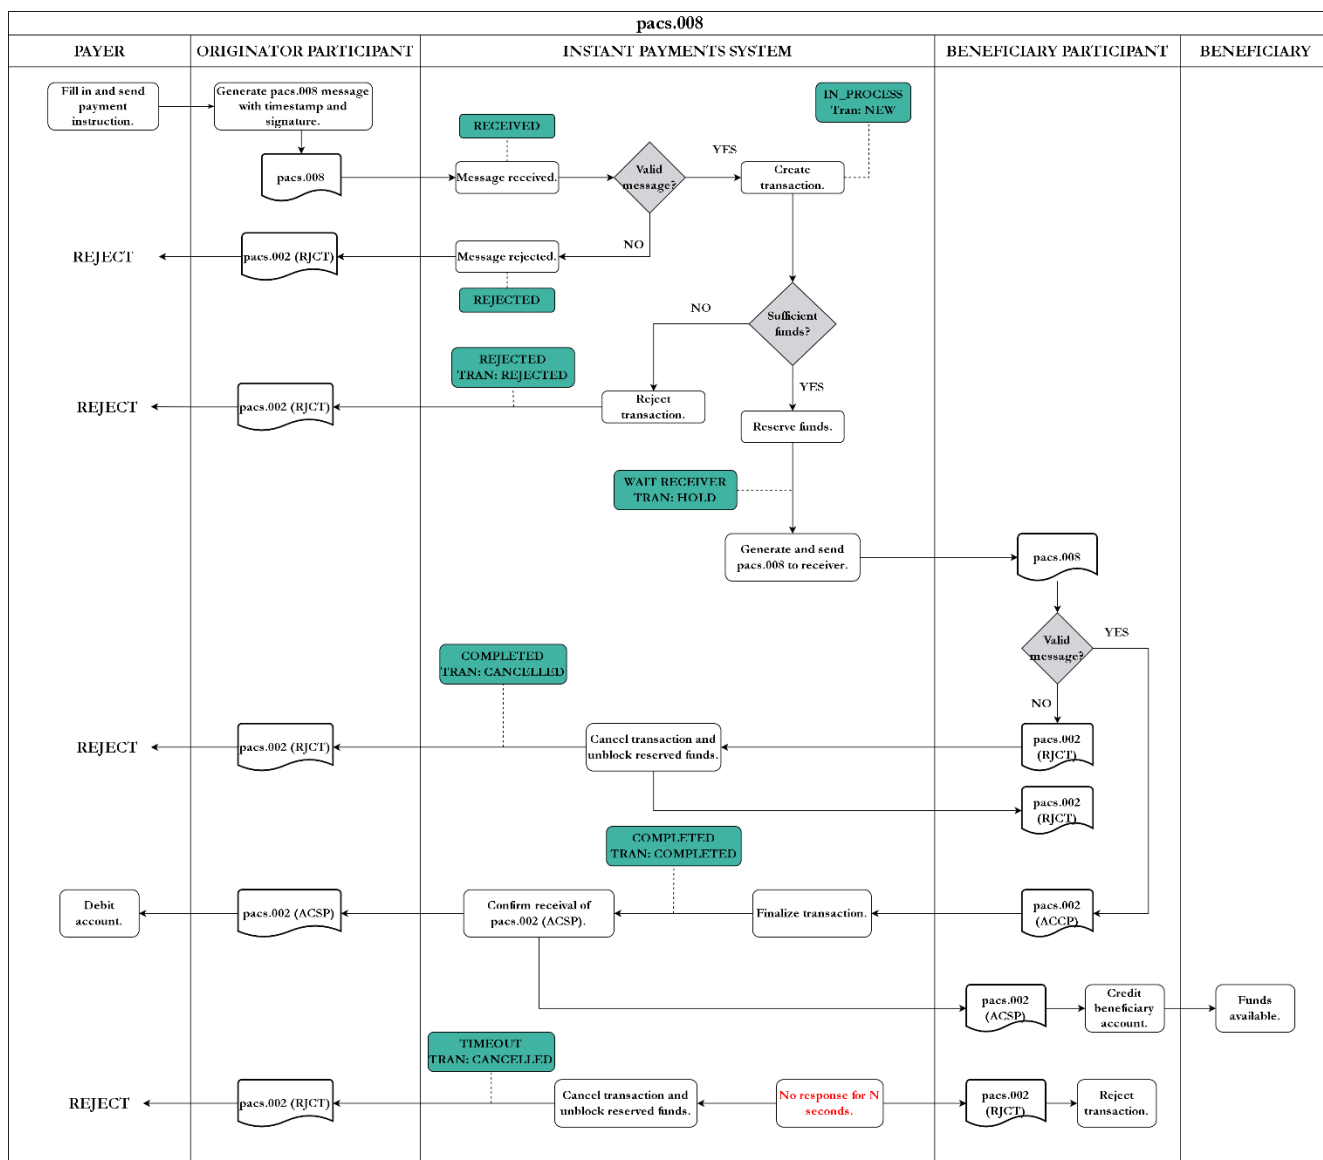 pacs.008
PAYER
ORIGINATOR PARTICIPANT
INSTANT PAYMENTS SYSTEM
BENEFICIARY PARTICIPANT
BENEFICIARY
Fill in and send
payment
instruction.
Generate pacs.008 message
with timestamp and
signature.
IN_PROCESS
Tran: NEW
RECEIVED
pacs.008
Message received.
Valid
message?
YES
Create
transaction.
NO
REJECT
pacs.002 (RJCT)
Message rejected.
REJECTED
Sufficient
funds?
NO
REJECTED
TRAN: REJECTED
YES
REJECT
pacs.002 (RJCT)
Reject
transaction.
Reserve funds.
WAIT RECEIVER
TRAN: HOLD
Generate and send
pacs.008 to receiver.
pacs.008
Valid
message?
YES
NO
COMPLETED
TRAN: CANCELLED
REJECT
pacs.002 (RJCT)
Cancel transaction and
unblock reserved funds.
pacs.002
(RJCT)
pacs.002
(RJCT)
COMPLETED
TRAN: COMPLETED
Debit
account.
pacs.002 (ACSP)
Confirm receival of
pacs.002 (ACSP).
Finalize transaction.
pacs.002
(ACCP)
pacs.002
(ACSP)
Credit
beneficiary
account.
Funds
available.
TIMEOUT
TRAN: CANCELLED
REJECT
pacs.002 (RJCT)
Cancel transaction and
unblock reserved funds.
No response for N
seconds.
pacs.002
(RJCT)
Reject
transaction.